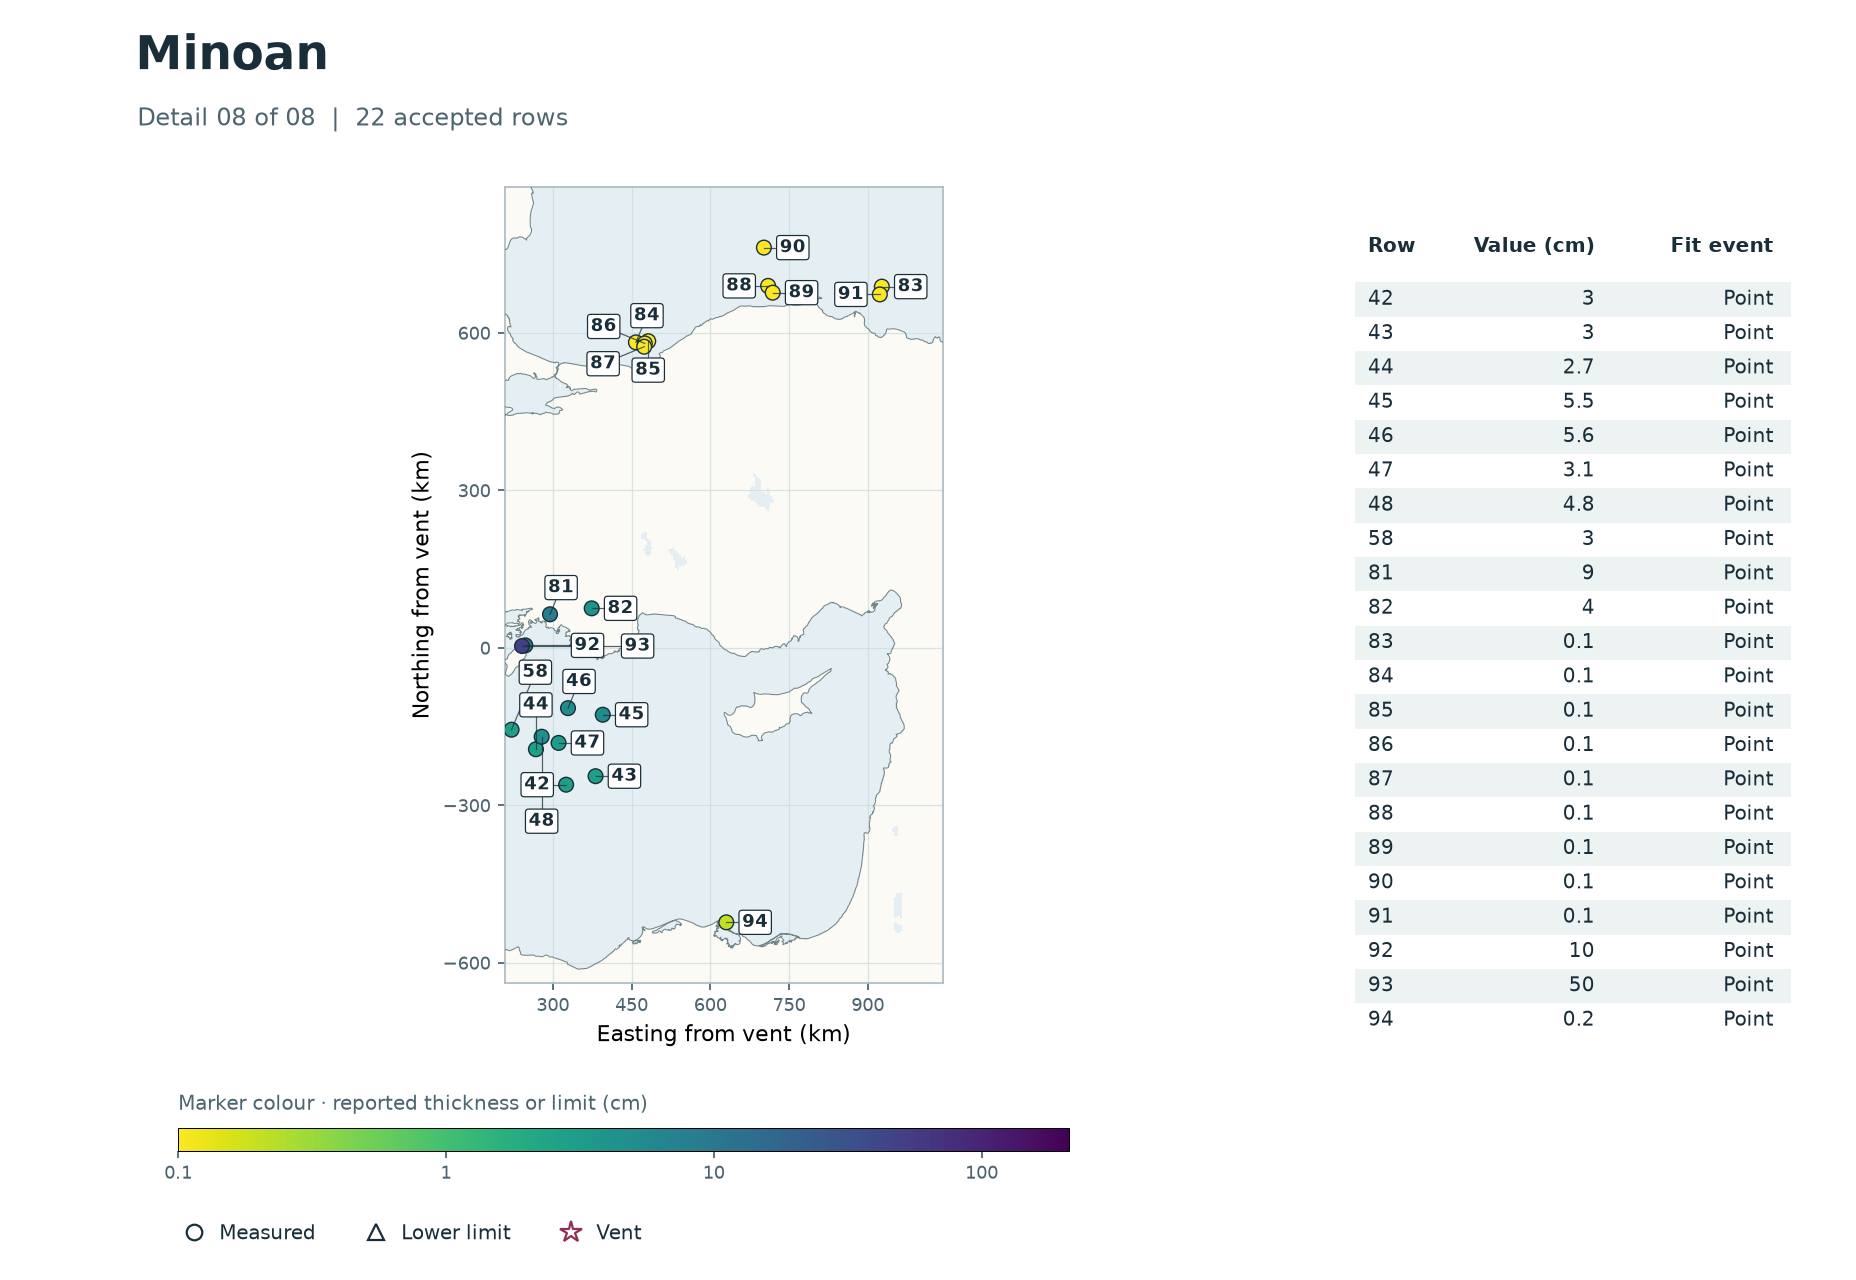 Minoan
Detail 08 of 08 | 22 accepted rows
90
88
89
91
83
84
86
87
85
81
82
92
93
58
46
44
45
47
43
42
48
94
600
300
0
−300
−600
300 450 600 750 900
Northing from vent (km)
Easting from vent (km)
Row Value (cm) Fit event
42 3 Point
43 3 Point
44 2.7 Point
45 5.5 Point
46 5.6 Point
47 3.1 Point
48 4.8 Point
58 3 Point
81 9 Point
82 4 Point
83 0.1 Point
84 0.1 Point
85 0.1 Point
86 0.1 Point
87 0.1 Point
88 0.1 Point
89 0.1 Point
90 0.1 Point
91 0.1 Point
92 10 Point
93 50 Point
94 0.2 Point
Marker colour · reported thickness or limit (cm)
0.1 1 10 100
Measured Lower limit Vent